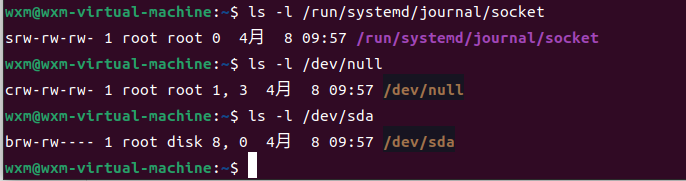 wxm@wxm-virtual-machine:~$ ls -l /run/systemd/journal/socket
srw-rw-rw- 1 root root 0  4月   8 09:57 /run/systemd/journal/socket
wxm@wxm-virtual-machine:~$ ls -l /dev/null
crw-rw-rw- 1 root root 1, 3  4月   8 09:57 /dev/null
wxm@wxm-virtual-machine:~$ ls -l /dev/sda
brw-rw---- 1 root disk 8, 0  4月   8 09:57 /dev/sda
wxm@wxm-virtual-machine:~$